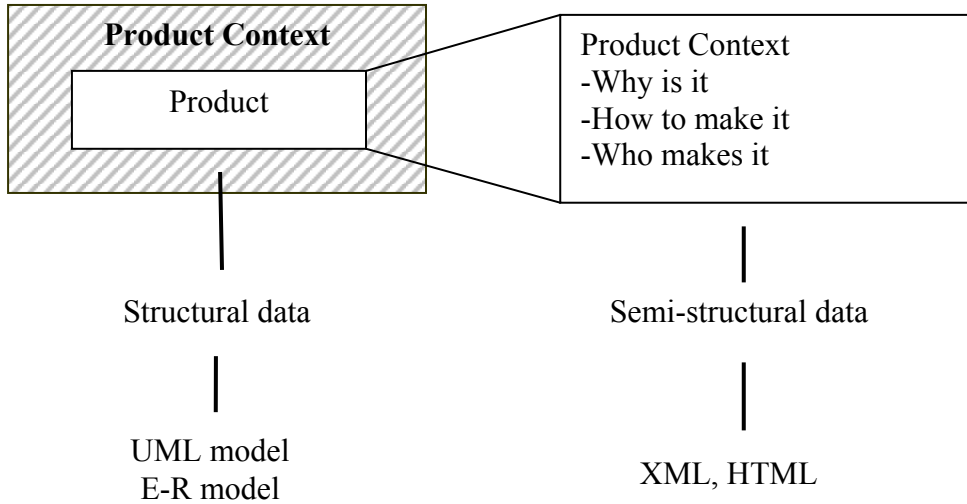 Product Context
Product
Product Context
-Why is it
-How to make it
-Who makes it
Structural data
Semi-structural data
UML model
E-R model
XML, HTML